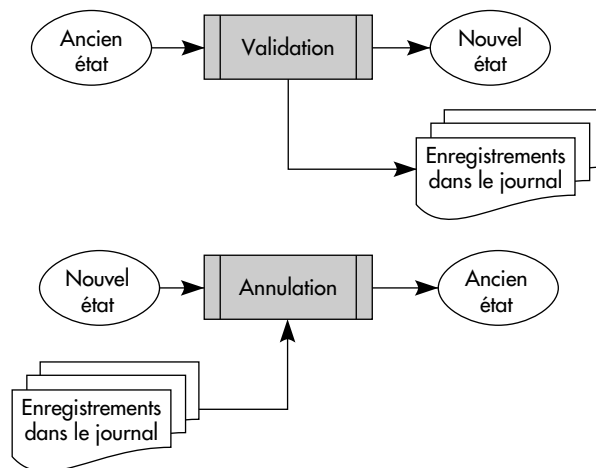 Ancien
état
Validation
Nouvel
état
Enregistrements
dans le journal
Nouvel
état
Annulation
Ancien
état
Enregistrements
dans le journal